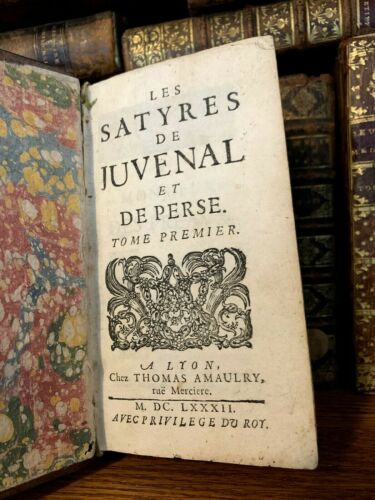 LES
SATYRES
DE
JUVENAL
ET
DE PERSE.
TOME PREMIER.
A LYON,
Chez THOMAS AMAULRY,
ruë Merciere.
M. DC. LXXXII.
AVEC PRIVILEGE DU ROY.